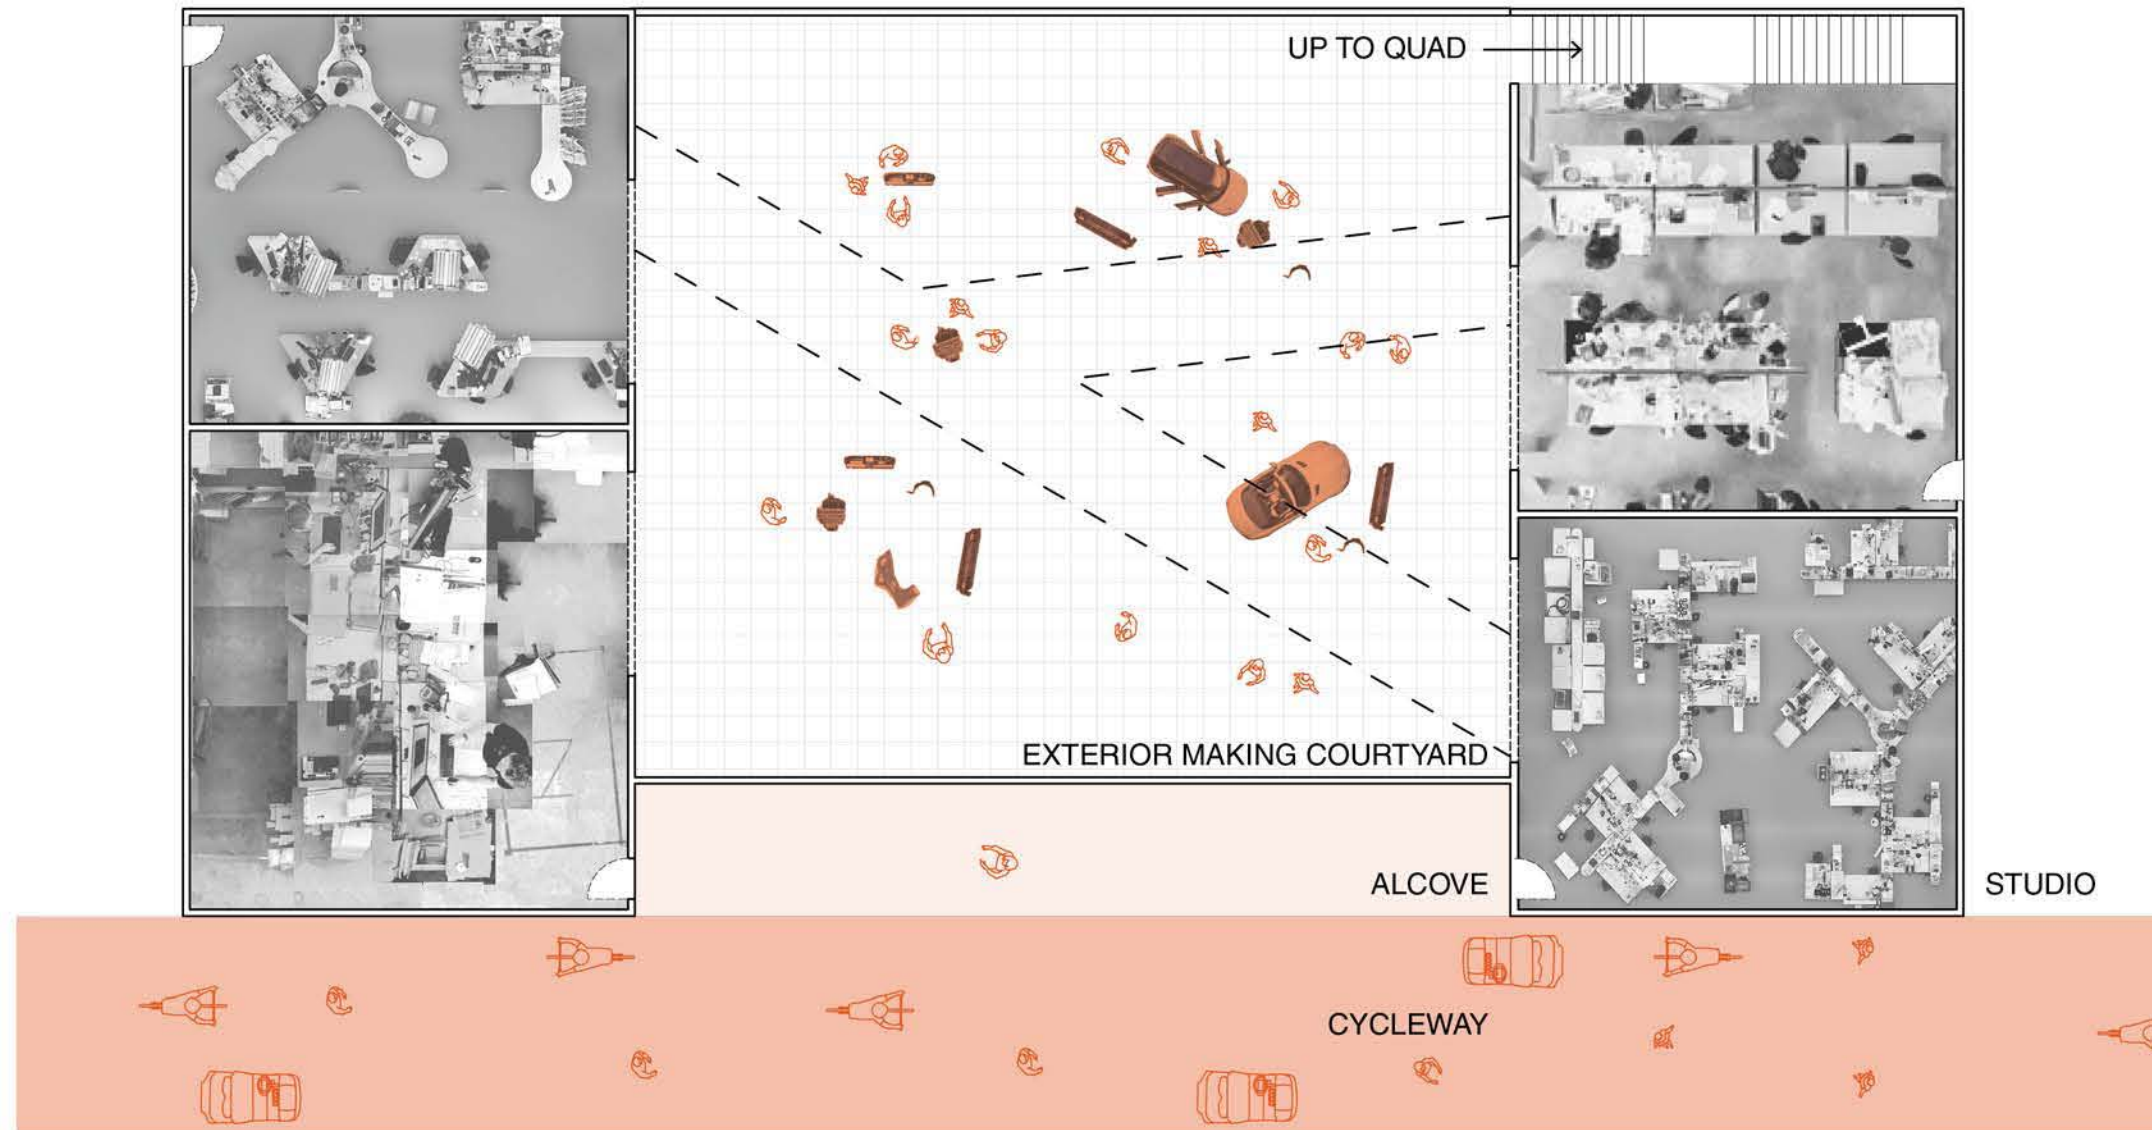 UP TO QUAD
EXTERIOR MAKING COURTYARD
ALCOVE
STUDIO
CYCLEWAY